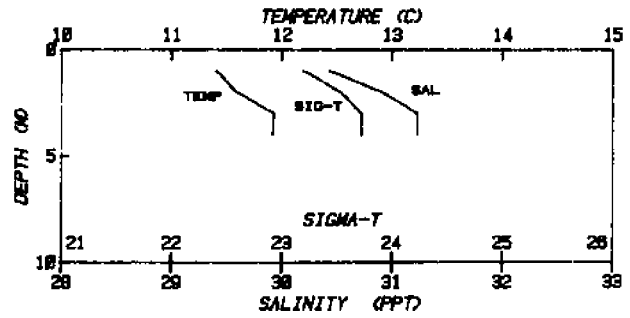 TEMPERATURE (C)
10 11 12 13 14 15
0
TEMP SIG-T SAL
DEPTH (M)
5
SIGMA-T
21 22 23 24 25 26
10
28 29 30 31 32 33
SALINITY (PPT)